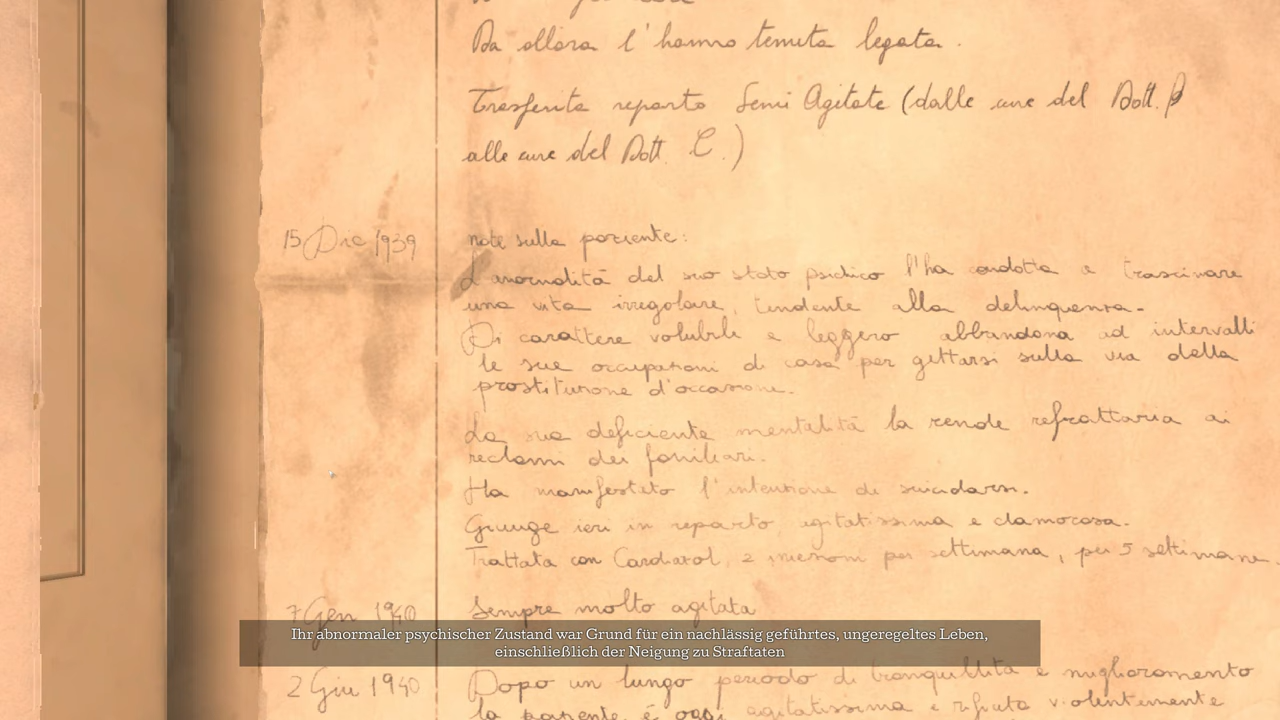 Da allora l'hanno tenuta legata.
Trasferita reparto Semi Agitate (dalle cure del Dott. P
alle cure del Dott. C.)
15 Dic 1939 note sulla paziente:
L'anormalità del suo stato psichico l'ha condotta a trascinare
una vita irregolare, tendente alla delinquenza.
Di carattere volubile e leggero abbandona ad intervalli
le sue occupazioni di casa per gettarsi sulla via della
prostituzione d'occasione.
La sua deficiente mentalità la rende refrattaria ai
reclami dei familiari.
Ha manifestato l'intenzione di suicidarsi.
Giunge ieri in reparto agitatissima e clamorosa.
Trattata con Cardiazol, 2 iniezioni per settimana, per 5 settimane.
7 Gen 1940 Sempre molto agitata
Ihr abnormaler psychischer Zustand war Grund für ein nachlässig geführtes, ungeregeltes Leben,
einschließlich der Neigung zu Straftaten
2 Giu 1940 Dopo un lungo periodo di tranquillità e miglioramento
la paziente è oggi agitatissima e rifiuta violentemente